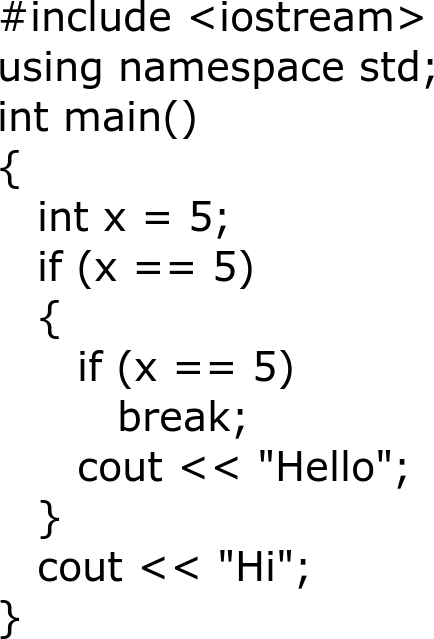 #include <iostream>
using namespace std;
int main()
{
int x = 5;
if (x == 5)
{
if (x == 5)
break;
cout << "Hello";
}
cout << "Hi";
}